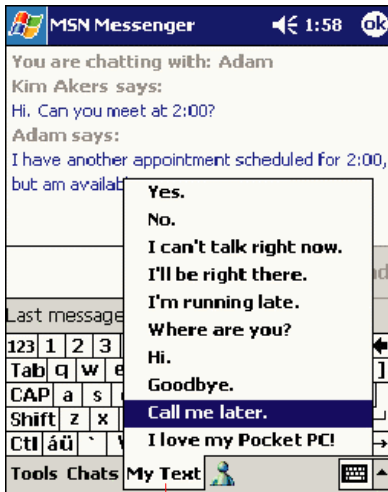 MSN Messenger 1:58 ok
You are chatting with: Adam
Kim Akers says:
Hi. Can you meet at 2:00?
Adam says:
I have another appointment scheduled for 2:00,
but am
Yes.
No.
I can't talk right now.
I'll be right there.
I'm running late.
Where are you?
Hi.
Goodbye.
Call me later.
I love my Pocket PC!
Last message
123 1 2 3
Tab q w e ]
CAP a s
Shift z x
Ctl áü `
Tools Chats My Text